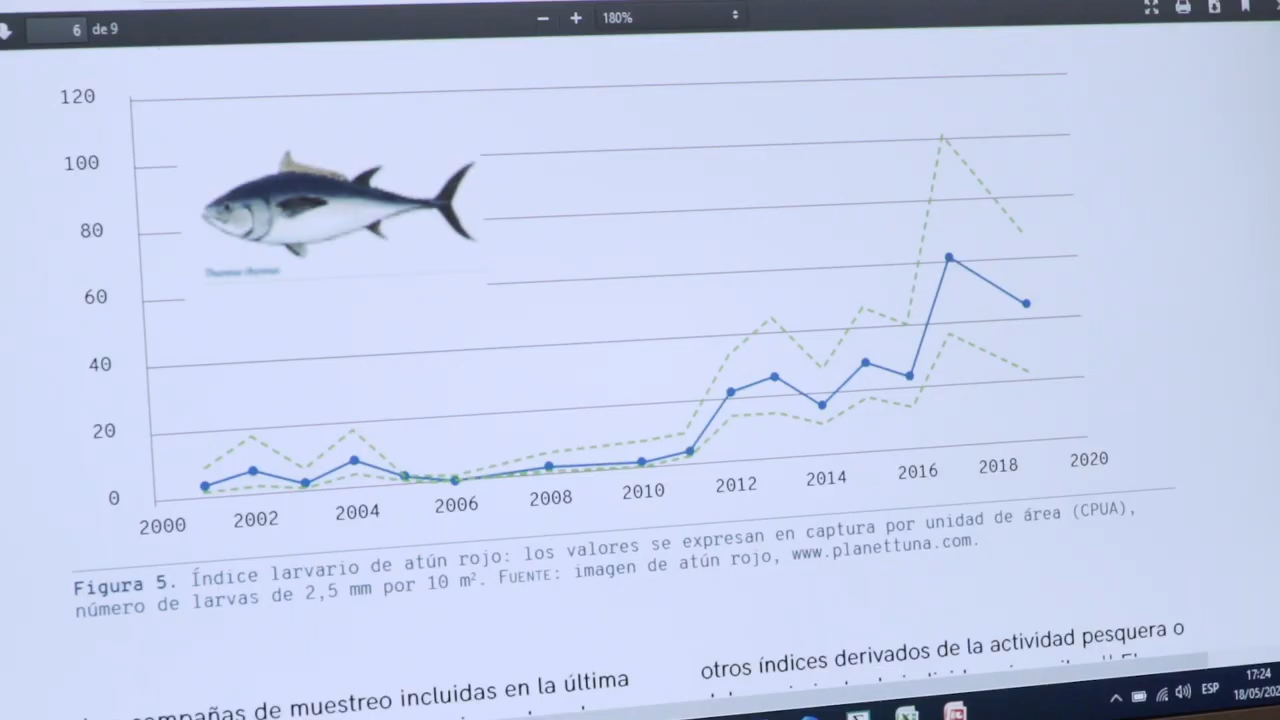 6 de 9
180%
120
100
80
60
40
20
0
2000 2002 2004 2006 2008 2010 2012 2014 2016 2018 2020
Figura 5. Índice larvario de atún rojo: los valores se expresan en captura por unidad de área (CPUA),
número de larvas de 2,5 mm por 10 m². FUENTE: imagen de atún rojo, www.planettuna.com.
campañas de muestreo incluidas en la última
otros índices derivados de la actividad pesquera o
ESP
17:24